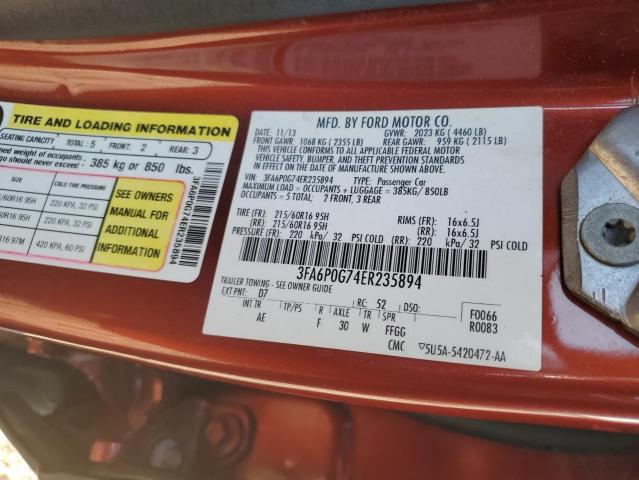 TIRE AND LOADING INFORMATION
SEATING CAPACITY TOTAL: 5 FRONT: 2 REAR: 3
weight of occupants
should never exceed: 385 kg or 850 lbs.
SIZE COLD TIRE PRESSURE
60R16 95H 220 KPA, 32 PSI
R16 95H 220 KPA, 32 PSI
R16 97M 420 KPA, 60 PSI
SEE OWNERS
MANUAL FOR
ADDITIONAL
INFORMATION
3FA6P0G74ER235894
MFD. BY FORD MOTOR CO.
DATE: 11/13 GVWR: 2023 KG ( 4460 LB)
FRONT GAWR: 1068 KG ( 2355 LB) REAR GAWR: 959 KG ( 2115 LB)
THIS VEHICLE CONFORMS TO ALL APPLICABLE FEDERAL MOTOR
VEHICLE SAFETY, BUMPER, AND THEFT PREVENTION STANDARDS
IN EFFECT ON THE DATE OF MANUFACTURE SHOWN ABOVE.
VIN: 3FA6P0G74ER235894 TYPE: Passenger Car
MAXIMUM LOAD = OCCUPANTS + LUGGAGE = 385KG/ 850LB
OCCUPANTS = 5 TOTAL: 2 FRONT, 3 REAR
TIRE (FR): 215/60R16 95H RIMS (FR): 16x6.5J
(RR): 215/60R16 95H (RR): 16x6.5J
PRESSURE (FR): 220 kPa/ 32 PSI COLD (RR): 220 kPa/ 32 PSI COLD
3FA6P0G74ER235894
TRAILER TOWING - SEE OWNER GUIDE
EXT PNT: D7 RC: 52 DSO: F0066
INT TR TP/PS R AXLE TR SPR R0083
AE F 30 W FFGG
CMC 5U5A-5420472-AA